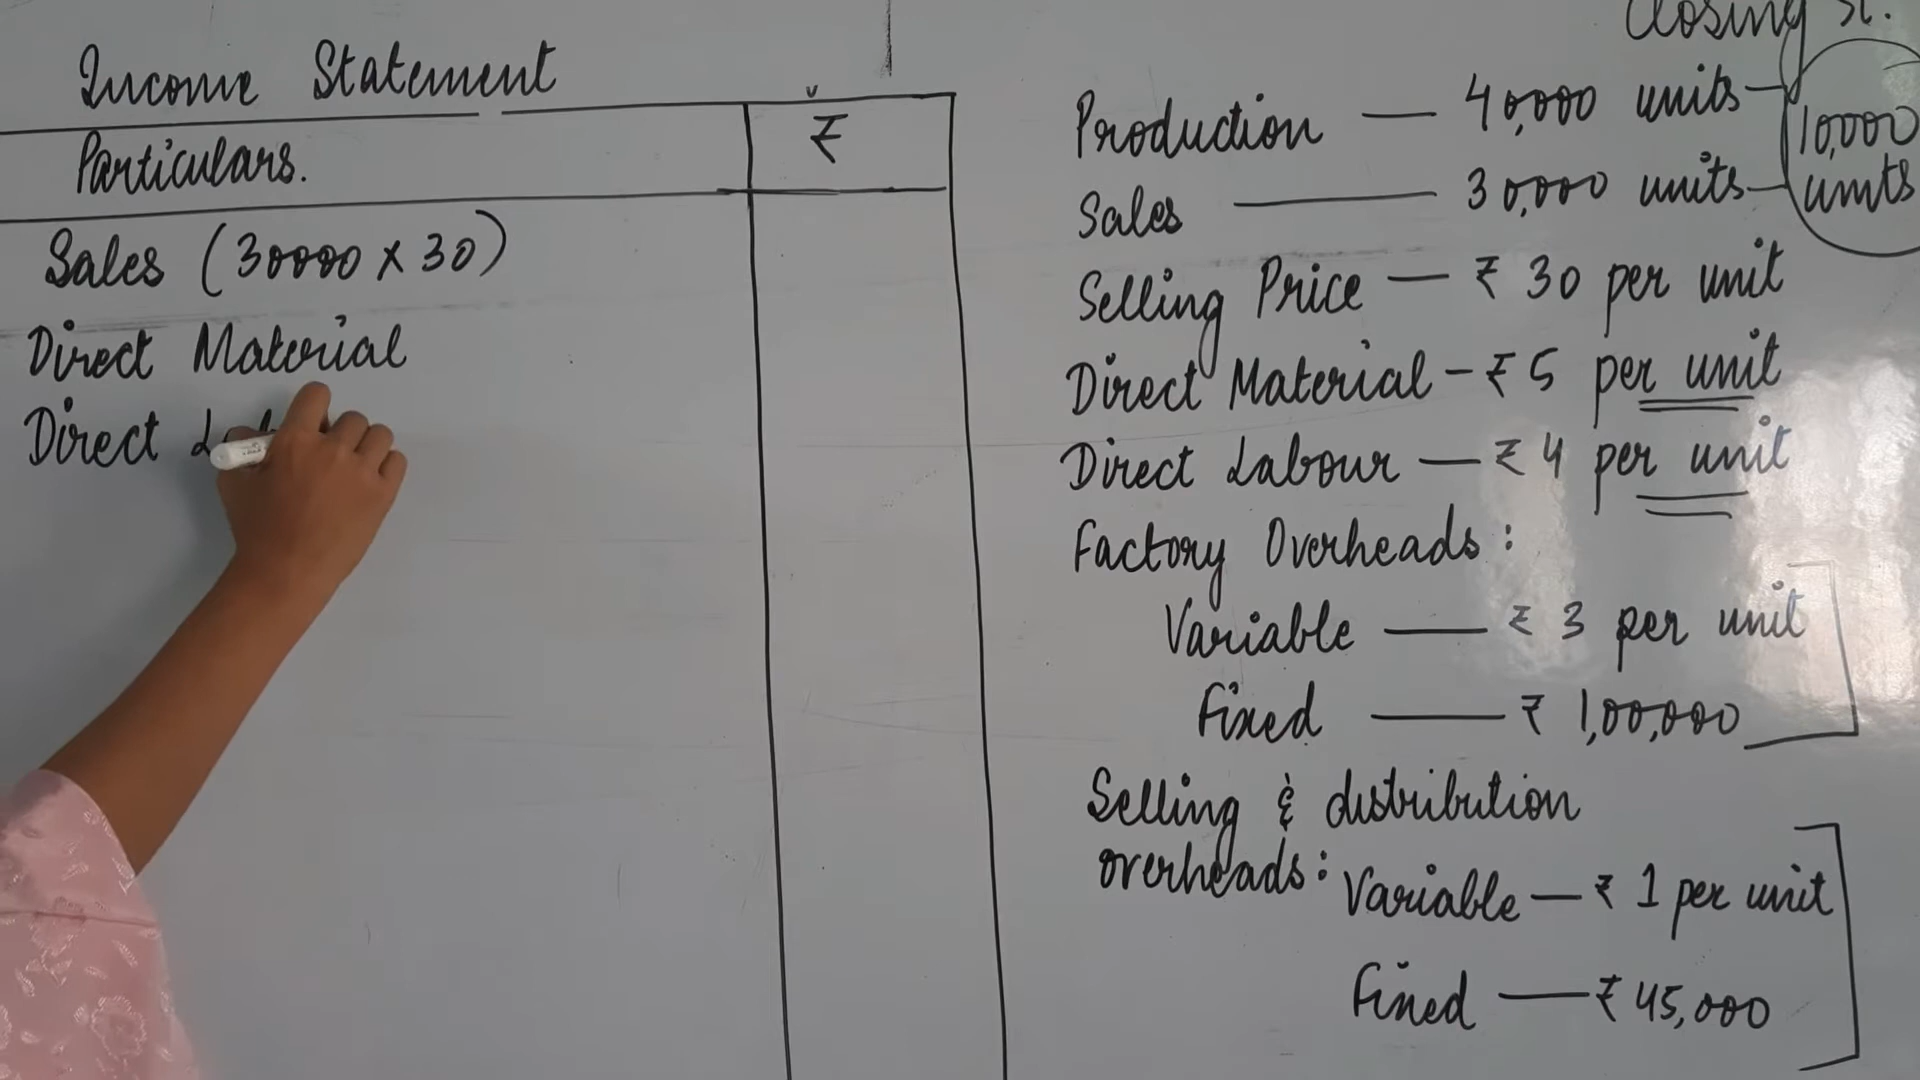 Income Statement
Particulars.
₹
Sales (30000 × 30)
Direct Material
Direct
Closing St.
Production — 40,000 units
Sales — 30,000 units
10,000
units
Selling Price — ₹ 30 per unit
Direct Material - ₹ 5 per unit
Direct Labour — ₹ 4 per unit
Factory Overheads:
Variable — ₹ 3 per unit
Fixed — ₹ 1,00,000
Selling & distribution
overheads: Variable — ₹ 1 per unit
Fixed — ₹ 45,000